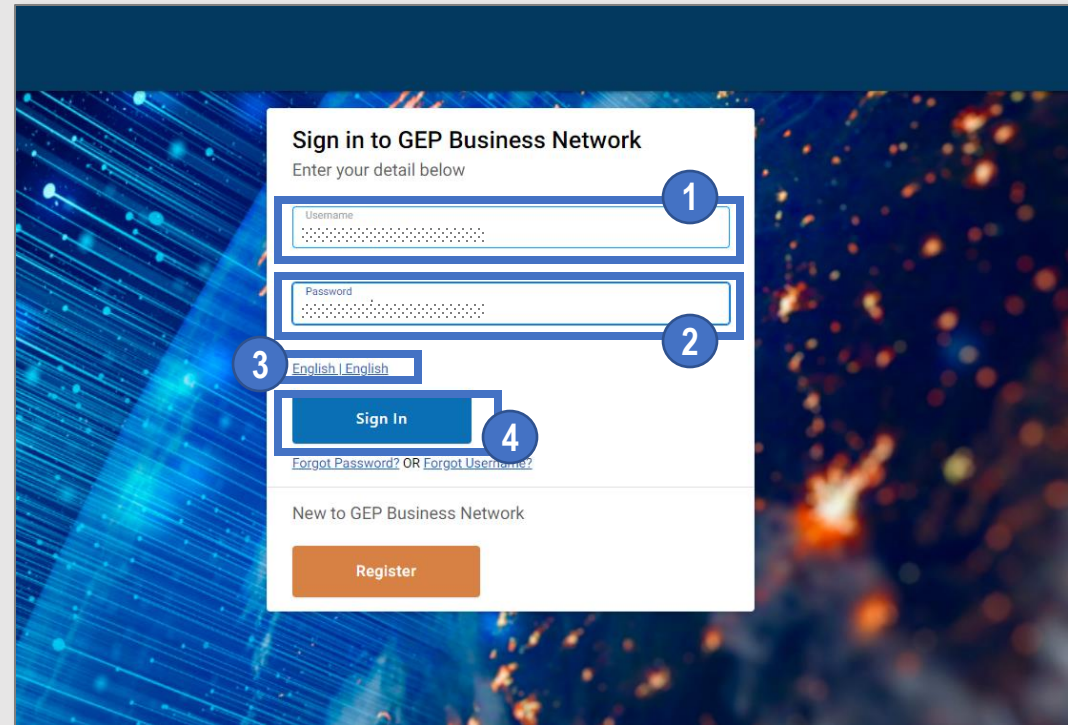 Sign in to GEP Business Network
Enter your detail below
1
Username
Password
2
3
English | English
Sign In
4
Forgot Password? OR Forgot Username?
New to GEP Business Network
Register